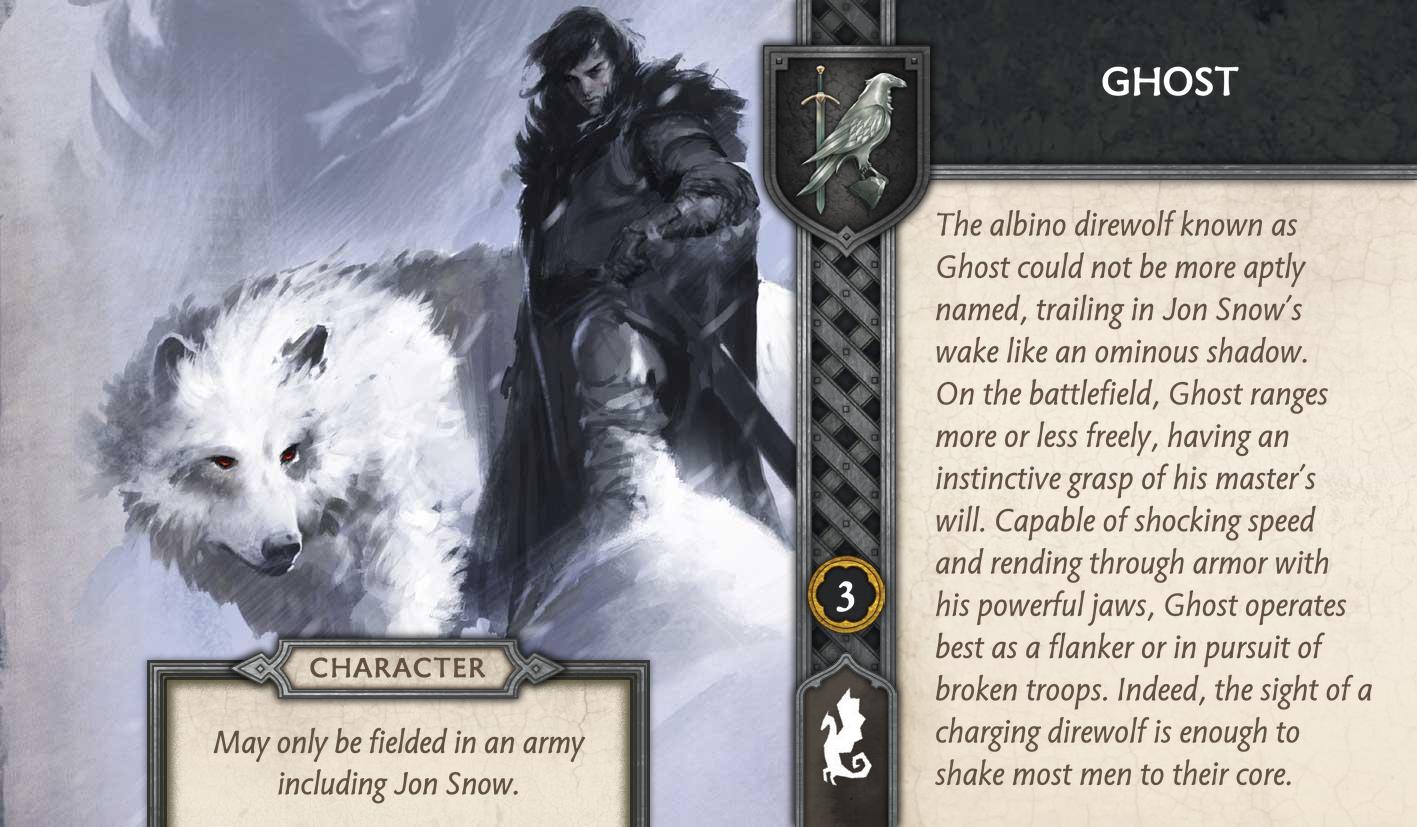 GHOST
The albino direwolf known as
Ghost could not be more aptly
named, trailing in Jon Snow's
wake like an ominous shadow.
On the battlefield, Ghost ranges
more or less freely, having an
instinctive grasp of his master's
will. Capable of shocking speed
and rending through armor with
his powerful jaws, Ghost operates
best as a flanker or in pursuit of
broken troops. Indeed, the sight of a
charging direwolf is enough to
shake most men to their core.
3
CHARACTER
May only be fielded in an army
including Jon Snow.